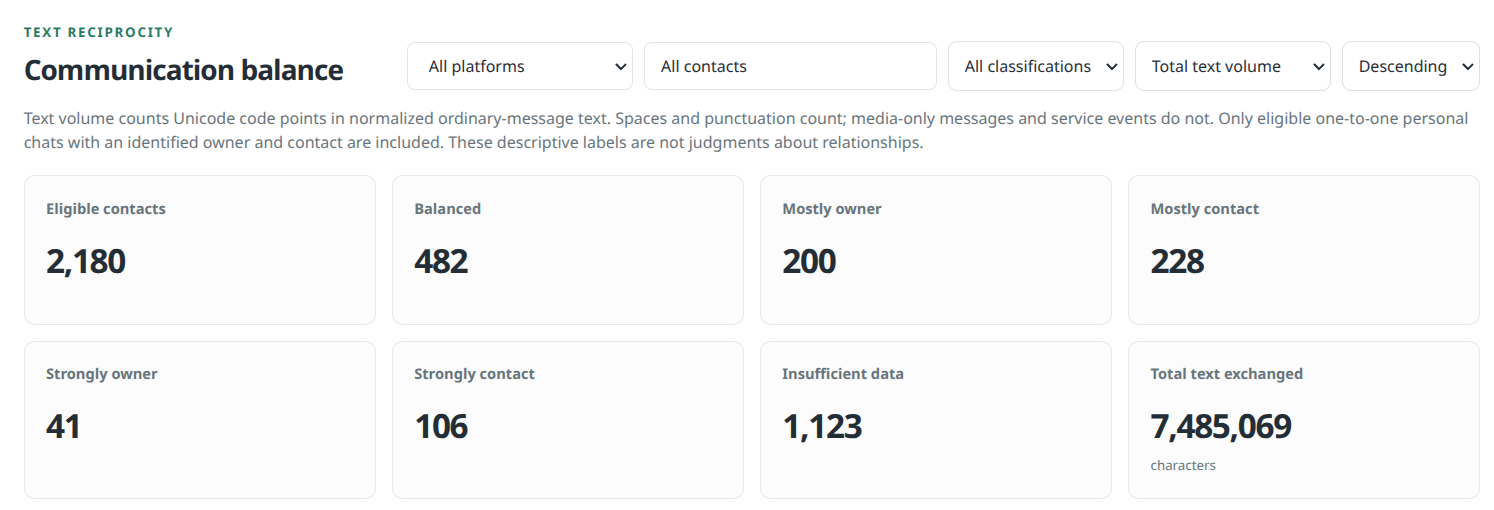 TEXT RECIPROCITY
Communication balance
All platforms
All contacts
All classifications
Total text volume
Descending
Text volume counts Unicode code points in normalized ordinary-message text. Spaces and punctuation count; media-only messages and service events do not. Only eligible one-to-one personal
chats with an identified owner and contact are included. These descriptive labels are not judgments about relationships.
Eligible contacts
2,180
Balanced
482
Mostly owner
200
Mostly contact
228
Strongly owner
41
Strongly contact
106
Insufficient data
1,123
Total text exchanged
7,485,069
characters